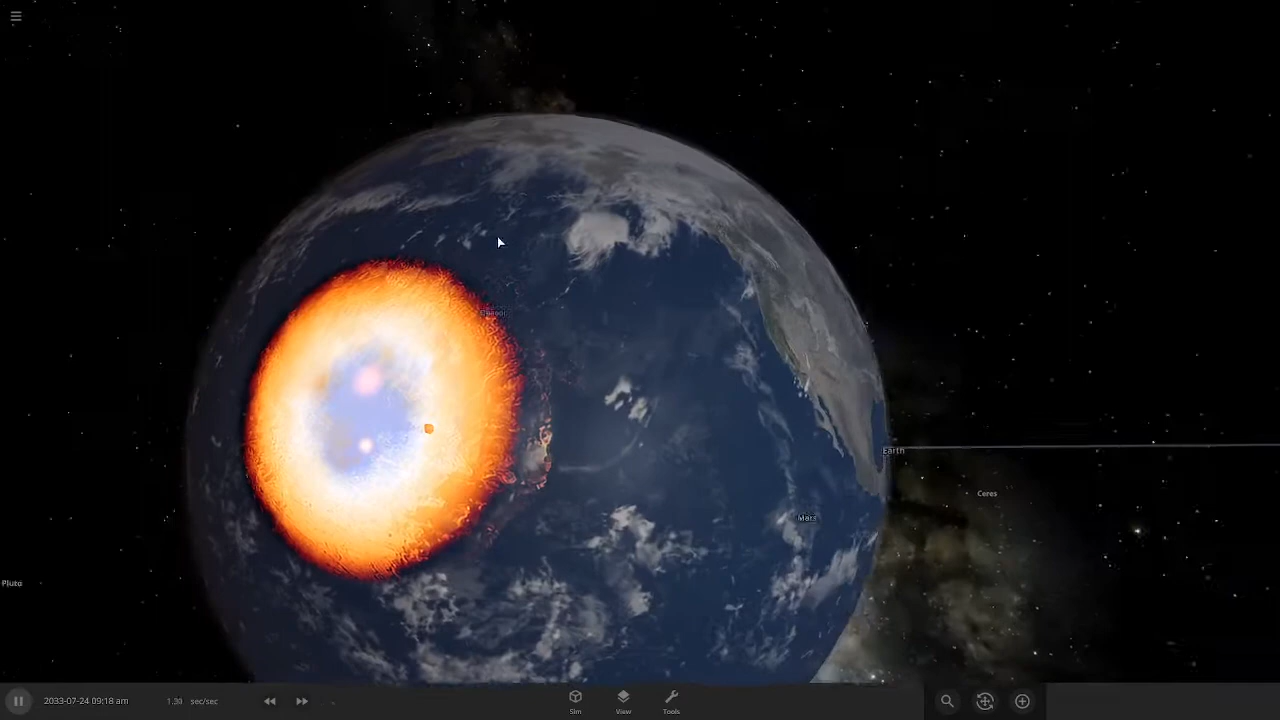 Earth
Ceres
Mars
Pluto
2033-07-24 09:18 am
1.30 sec/sec
Sim
View
Tools